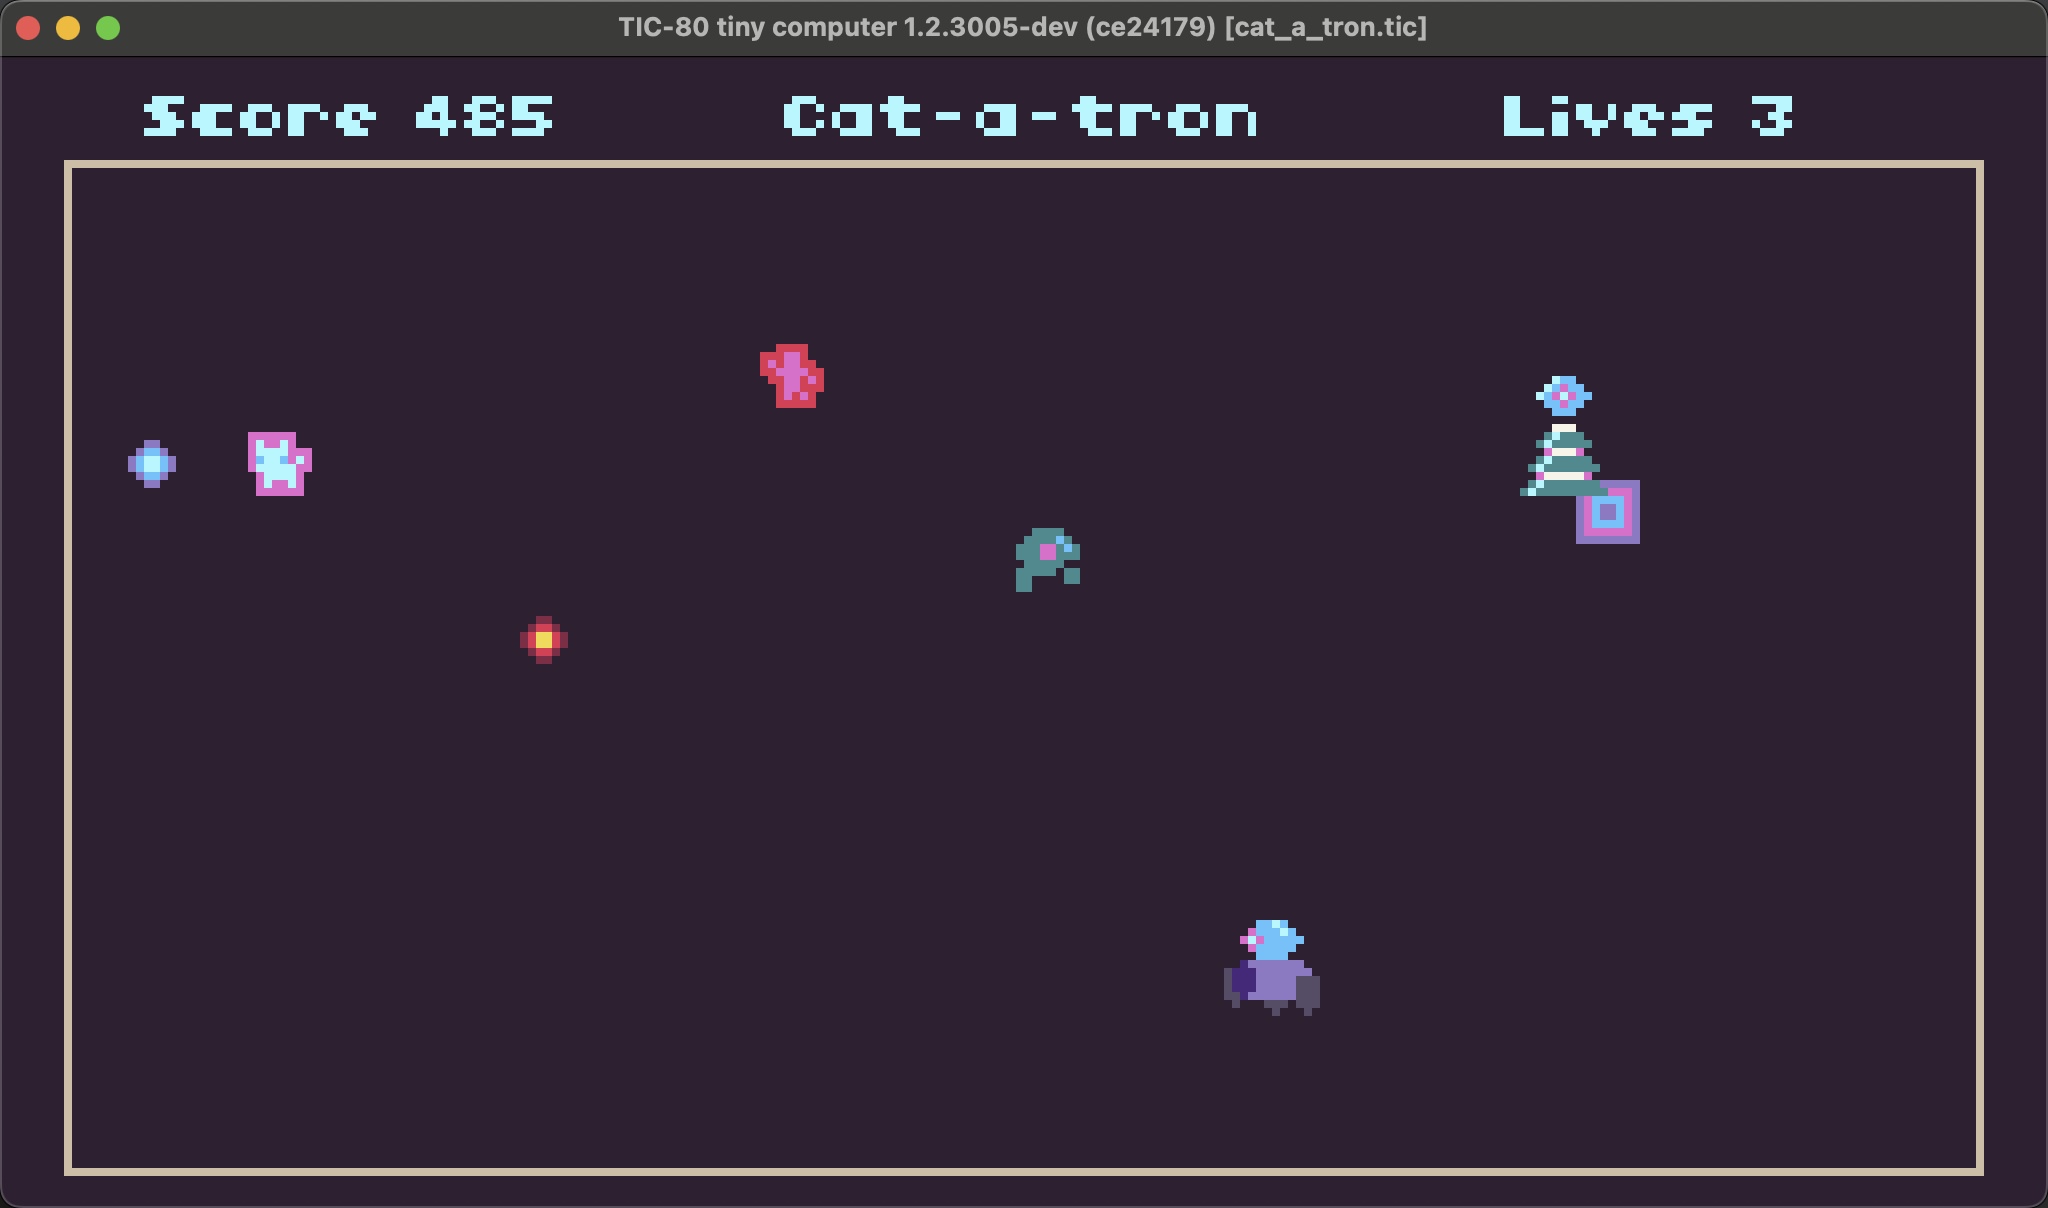 TIC-80 tiny computer 1.2.3005-dev (ce24179) [cat_a_tron.tic]
Score 485 Cat-a-tron Lives 3